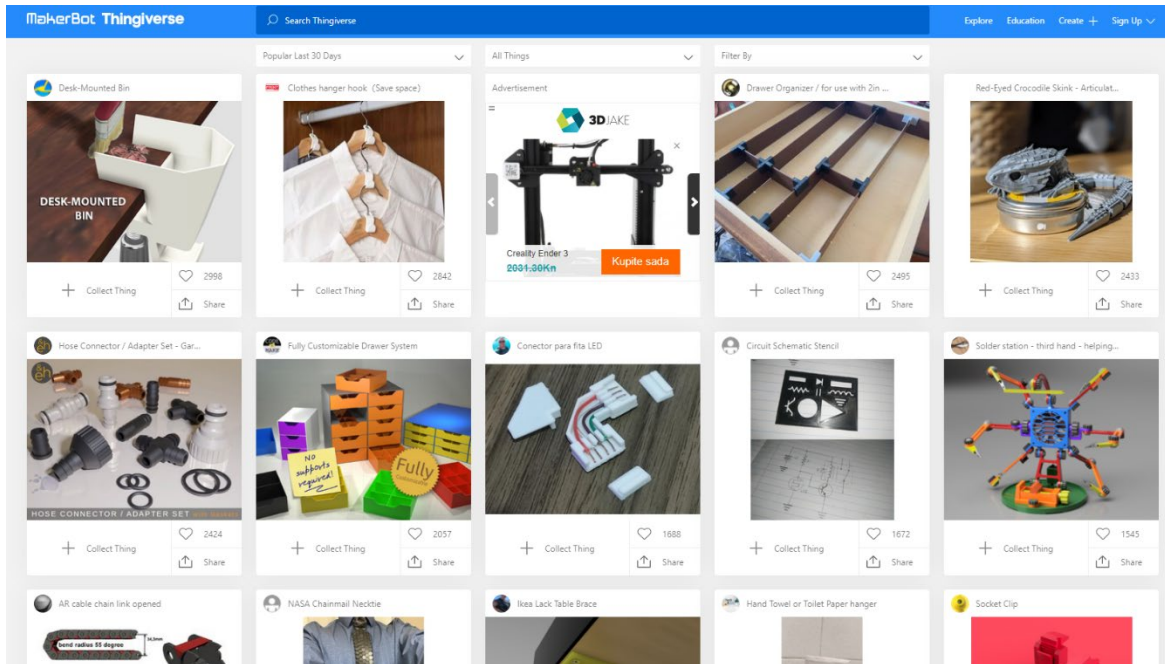 MakerBot Thingiverse
Search Thingiverse
Explore Education Create Sign Up
Popular Last 30 Days
All Things
Filter By
Desk-Mounted Bin
Clothes hanger hook (Save space)
Advertisement
Drawer Organizer / for use with 2in ...
Red-Eyed Crocodile Skink - Articulat...
DESK-MOUNTED
BIN
3DJAKE
Creality Ender 3
2031.30Kn
Kupite sada
Collect Thing
2998
Share
Collect Thing
2842
Share
Collect Thing
2495
Share
Collect Thing
2433
Share
Hose Connector / Adapter Set - Gar...
Fully Customizable Drawer System
Conector para fita LED
Circuit Schematic Stencil
Solder station - third hand - helping...
HOSE CONNECTOR / ADAPTER SET
No
supports
required!
Fully
Customizable
Collect Thing
2424
Share
Collect Thing
2057
Share
Collect Thing
1688
Share
Collect Thing
1672
Share
Collect Thing
1545
Share
AR cable chain link opened
NASA Chainmail Necktie
Ikea Lack Table Brace
Hand Towel or Toilet Paper hanger
Socket Clip
bend radius 55 degree